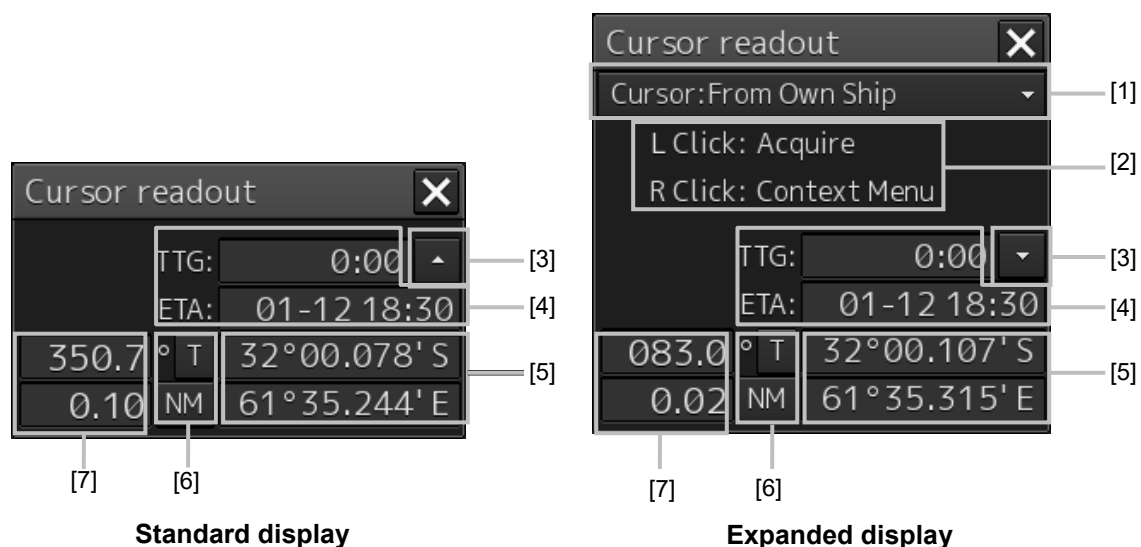 Cursor readout
TTG: 0:00
[3]
ETA: 01-12 18:30
[4]
350.7 ° T 32°00.078' S
[5]
0.10 NM 61°35.244' E
[7] [6]
Standard display
Cursor readout
Cursor:From Own Ship
[1]
L Click: Acquire
[2]
R Click: Context Menu
TTG: 0:00
[3]
ETA: 01-12 18:30
[4]
083.0 ° T 32°00.107' S
[5]
0.02 NM 61°35.315' E
[7] [6]
Expanded display